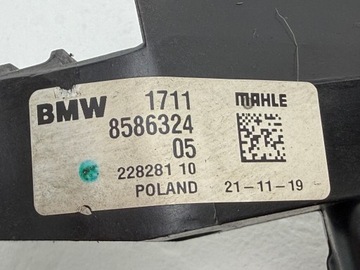 BMW 1711 MAHLE
8586324
05
228281 10
POLAND 21-11-19